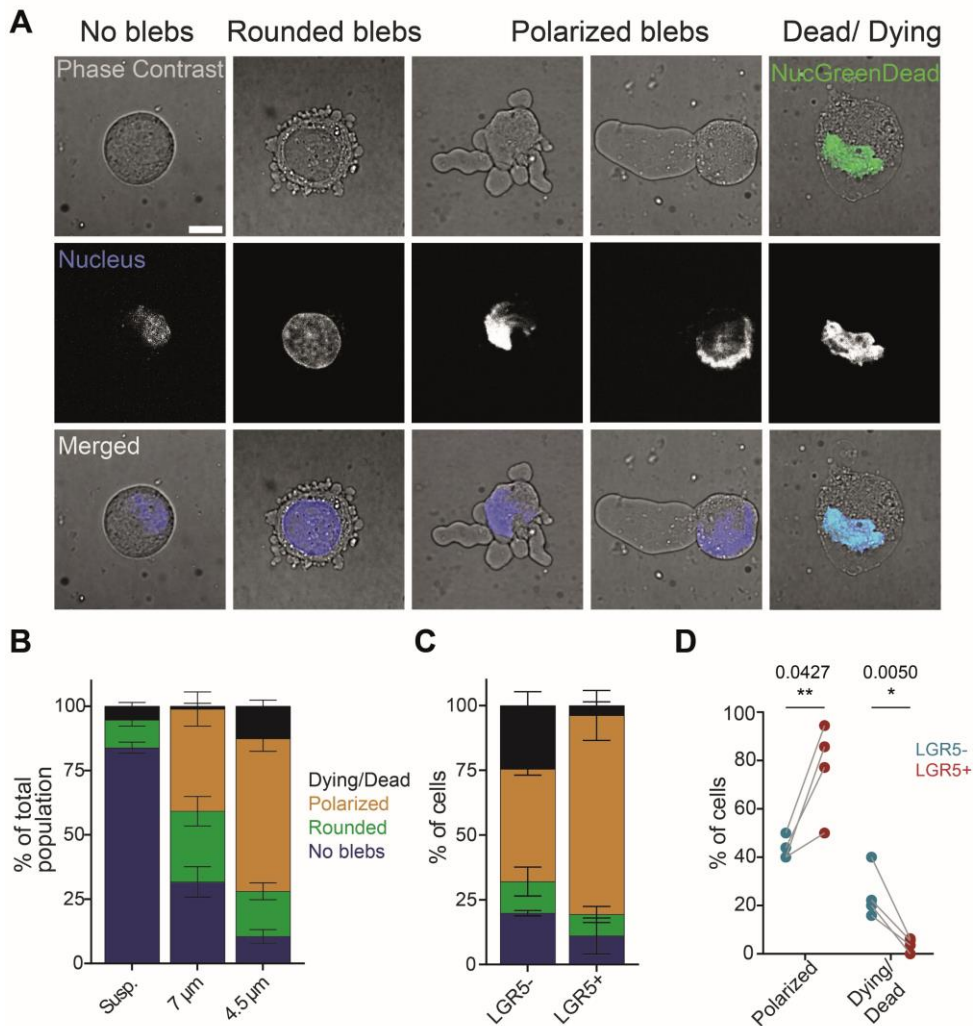 A
No blebs
Rounded blebs
Polarized blebs
Dead/ Dying
Phase Contrast
NucGreenDead
Nucleus
Merged
B
% of total
population
100
75
50
25
0
Susp.
7 µm
4.5 µm
Dying/Dead
Polarized
Rounded
No blebs
C
100
75
50
25
0
LGR5-
LGR5+
D
0.0427
**
0.0050
*
% of cells
100
80
60
40
20
0
Polarized
Dying/
Dead
LGR5-
LGR5+